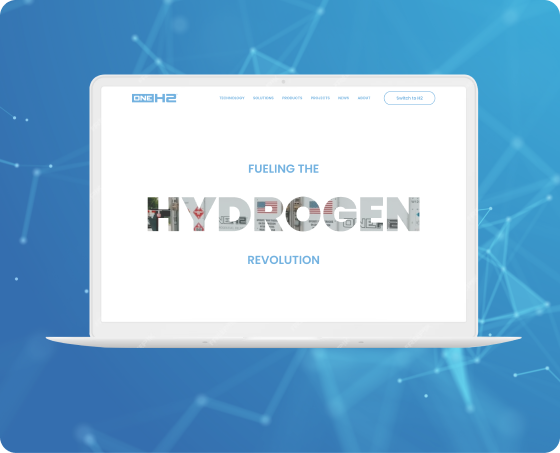 ONE H2
TECHNOLOGY SOLUTIONS PRODUCTS PROJECTS NEWS ABOUT Switch to H2
FUELING THE
HYDROGEN
REVOLUTION